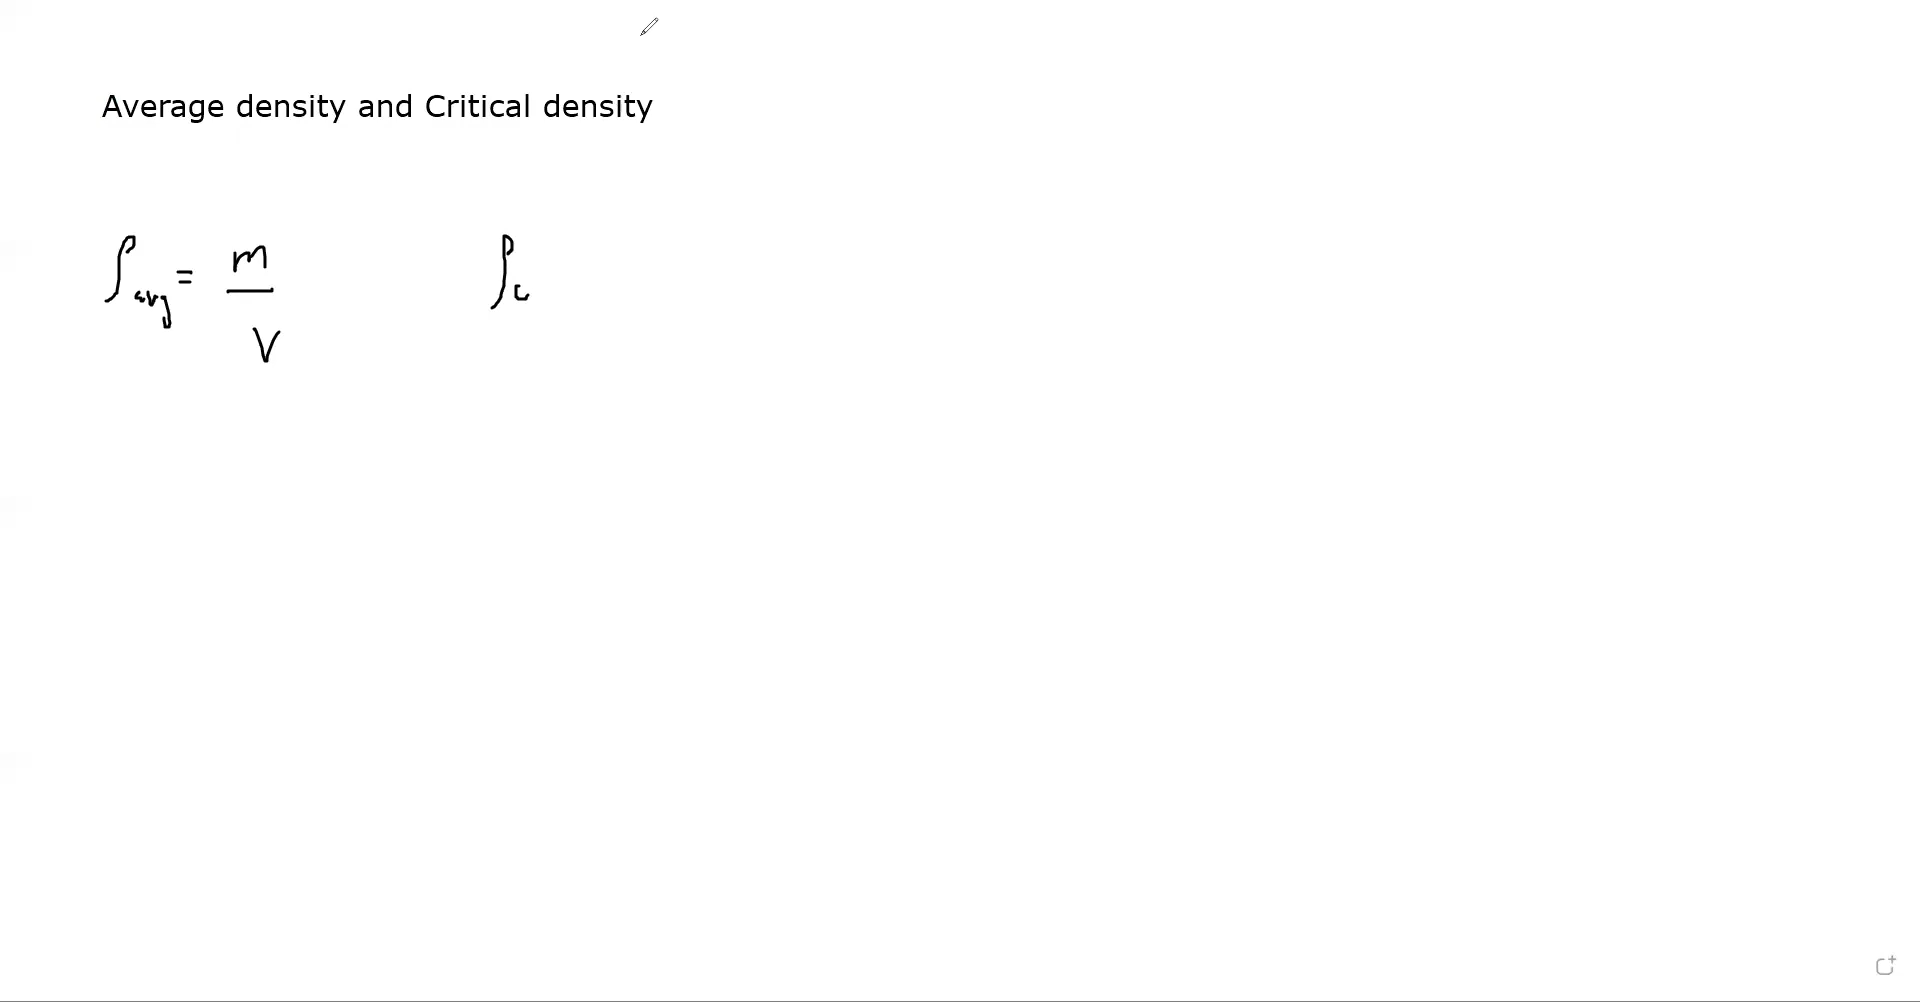 Average density and Critical density
ρavg = m/V
ρc